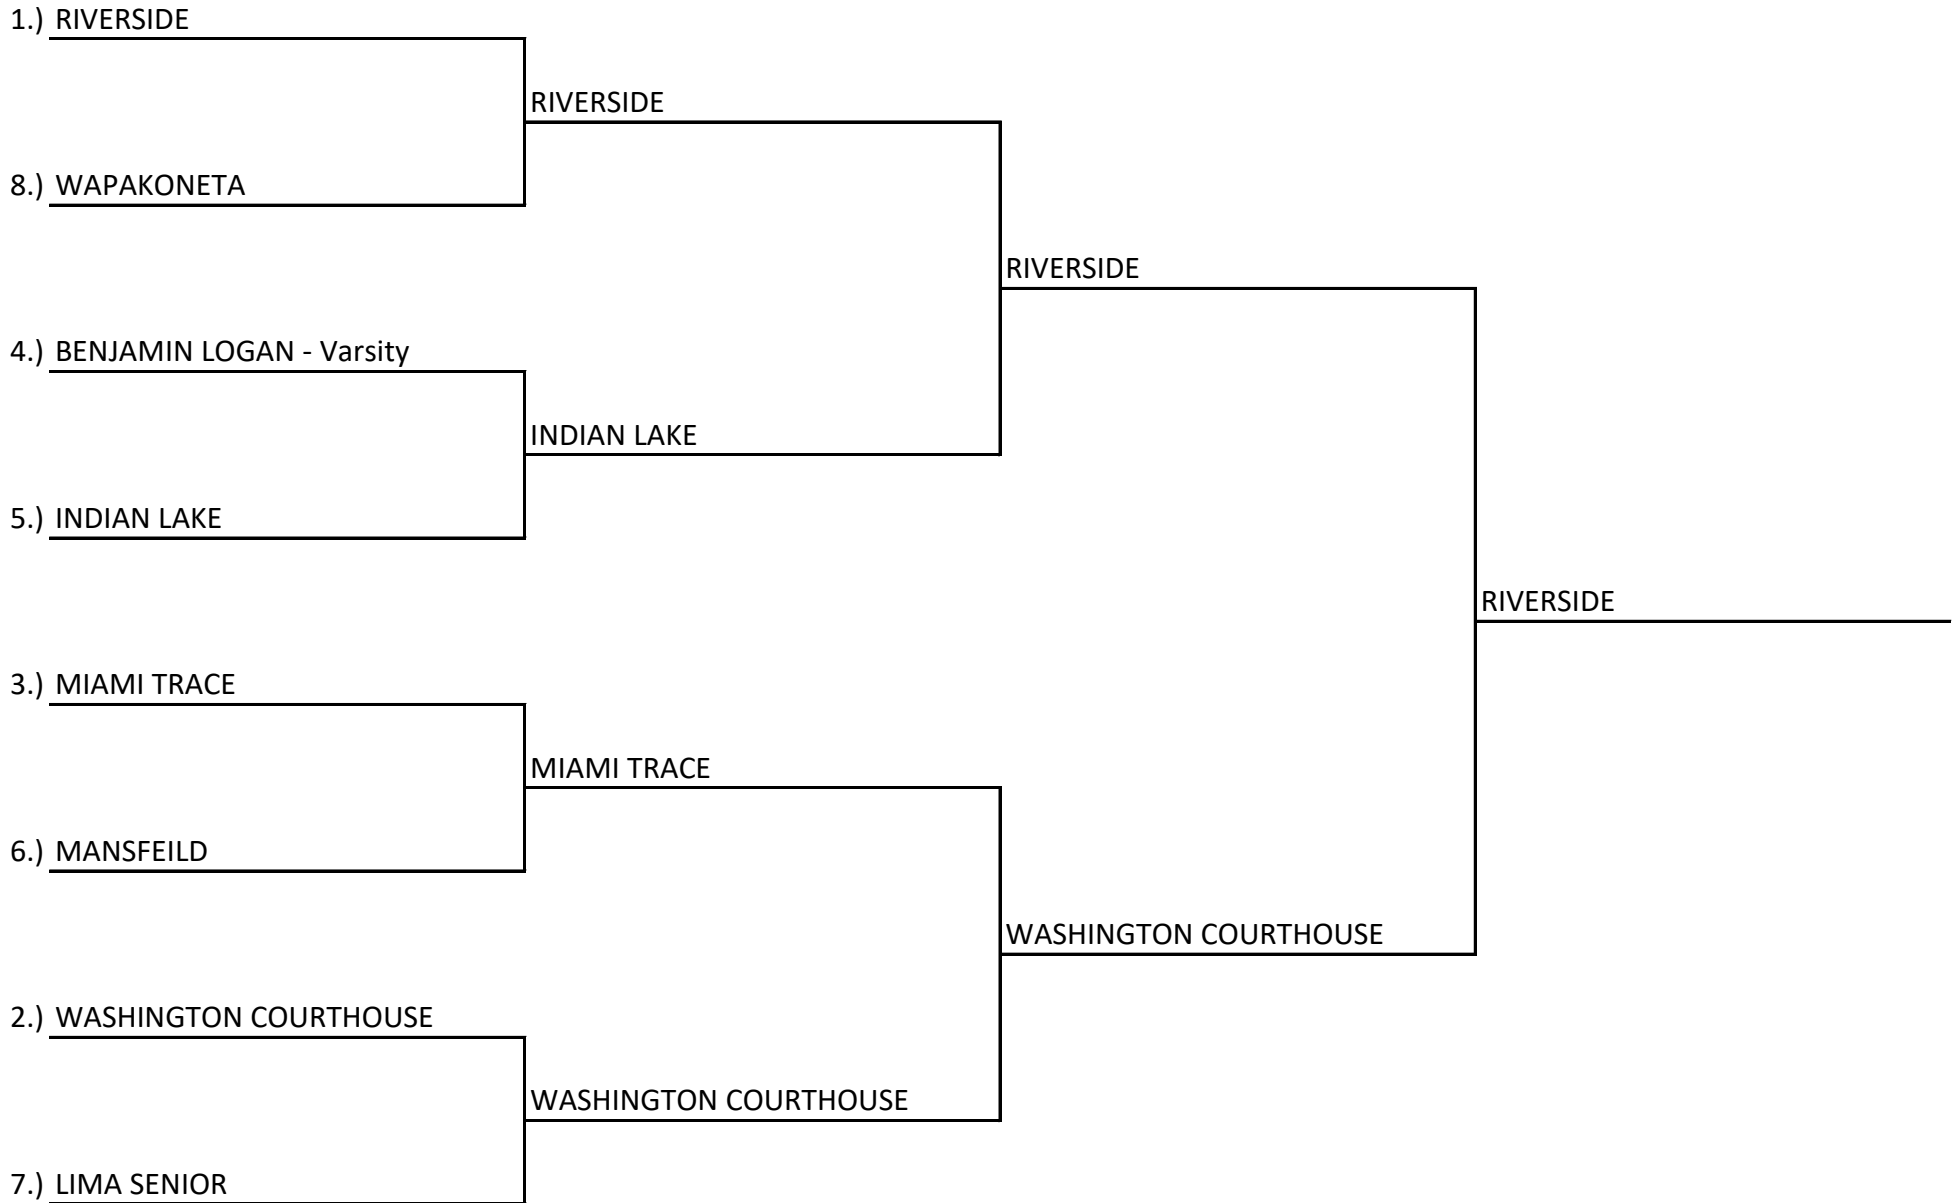 1.) RIVERSIDE
RIVERSIDE
8.) WAPAKONETA
RIVERSIDE
4.) BENJAMIN LOGAN - Varsity
INDIAN LAKE
5.) INDIAN LAKE
RIVERSIDE
3.) MIAMI TRACE
MIAMI TRACE
6.) MANSFEILD
WASHINGTON COURTHOUSE
2.) WASHINGTON COURTHOUSE
WASHINGTON COURTHOUSE
7.) LIMA SENIOR